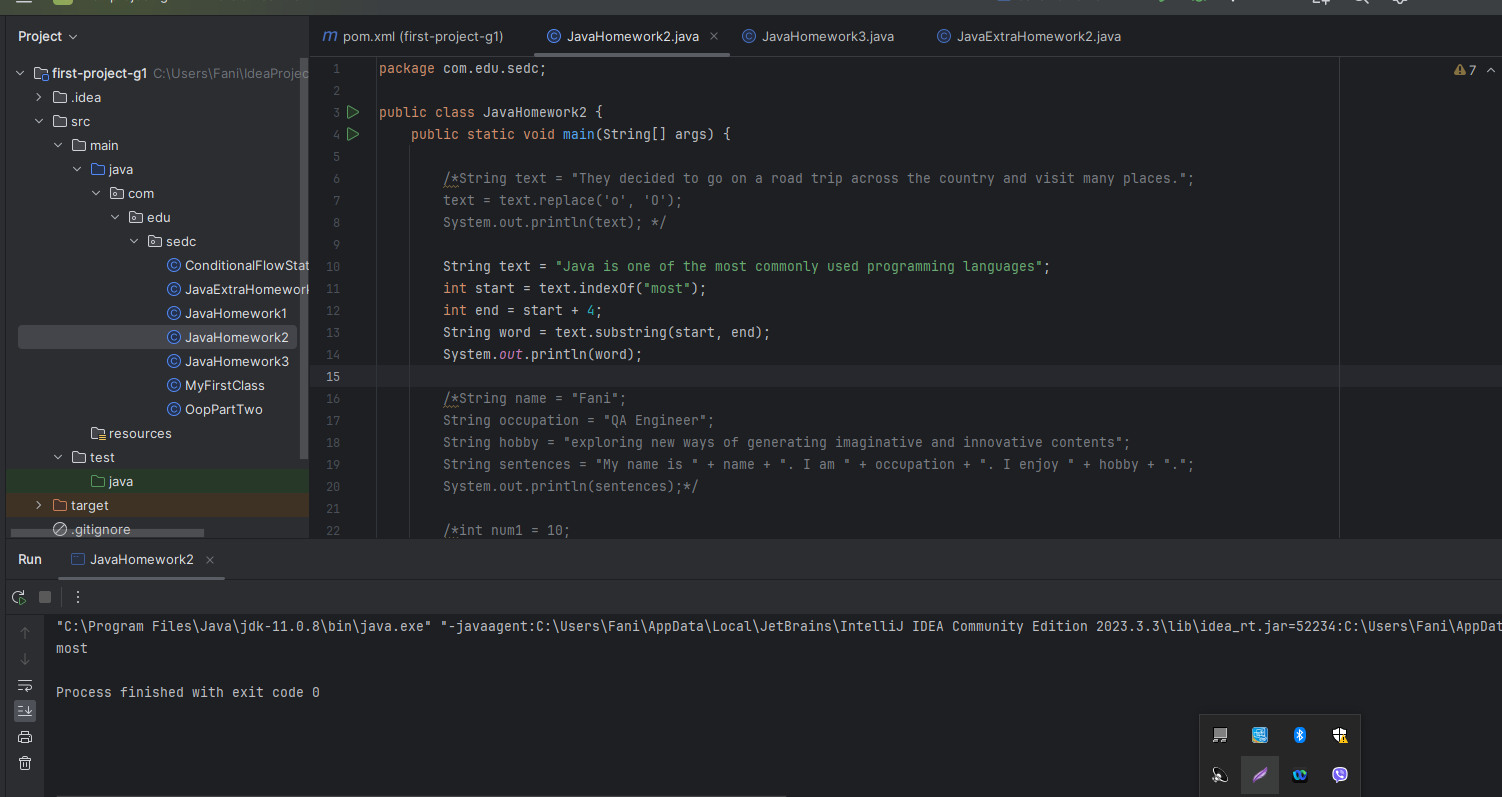 Project
pom.xml (first-project-g1)
JavaHomework2.java
JavaHomework3.java
JavaExtraHomework2.java
first-project-g1 C:\Users\Fani\IdeaProjec
.idea
src
main
java
com
edu
sedc
ConditionalFlowStat
JavaExtraHomework
JavaHomework1
JavaHomework2
JavaHomework3
MyFirstClass
OopPartTwo
resources
test
java
target
.gitignore
7
1 package com.edu.sedc;
2
3 public class JavaHomework2 {
4 public static void main(String[] args) {
5
6 /*String text = "They decided to go on a road trip across the country and visit many places.";
7 text = text.replace('o', 'O');
8 System.out.println(text); */
9
10 String text = "Java is one of the most commonly used programming languages";
11 int start = text.indexOf("most");
12 int end = start + 4;
13 String word = text.substring(start, end);
14 System.out.println(word);
15
16 /*String name = "Fani";
17 String occupation = "QA Engineer";
18 String hobby = "exploring new ways of generating imaginative and innovative contents";
19 String sentences = "My name is " + name + ". I am " + occupation + ". I enjoy " + hobby + ".";
20 System.out.println(sentences);*/
21
22 /*int num1 = 10;
Run
JavaHomework2
"C:\Program Files\Java\jdk-11.0.8\bin\java.exe" "-javaagent:C:\Users\Fani\AppData\Local\JetBrains\IntelliJ IDEA Community Edition 2023.3.3\lib\idea_rt.jar=52234:C:\Users\Fani\AppDat
most
Process finished with exit code 0